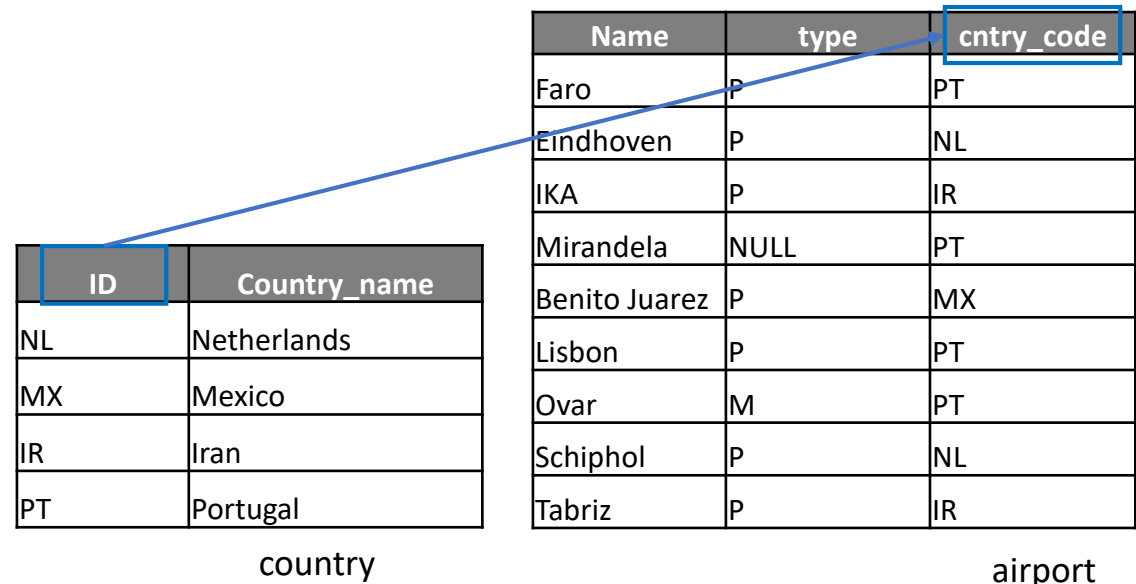 Name type cntry_code
Faro P PT
Eindhoven P NL
IKA P IR
Mirandela NULL PT
Benito Juarez P MX
Lisbon P PT
Ovar M PT
Schiphol P NL
Tabriz P IR
airport
ID Country_name
NL Netherlands
MX Mexico
IR Iran
PT Portugal
country